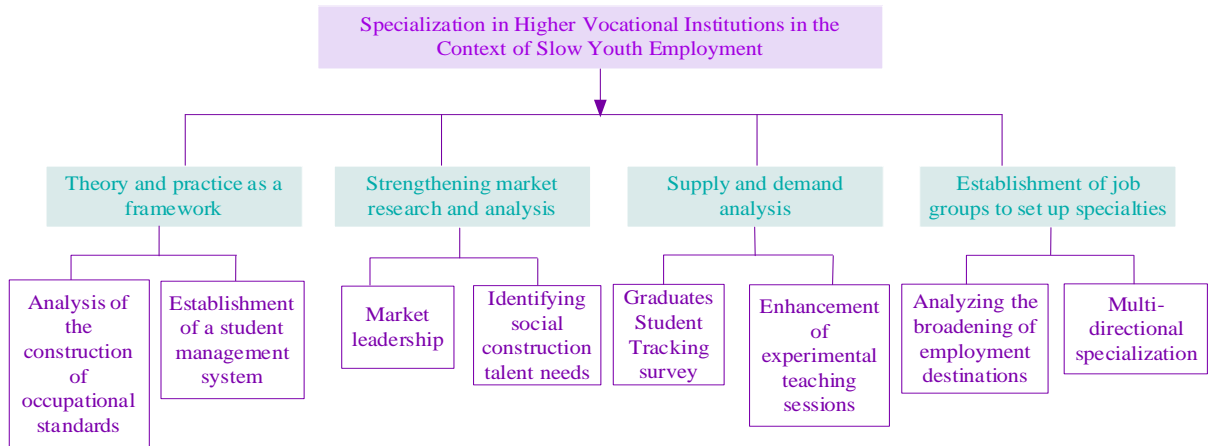 Specialization in Higher Vocational Institutions in the
Context of Slow Youth Employment
Theory and practice as a
framework
Strengthening market
research and analysis
Supply and demand
analysis
Establishment of job
groups to set up specialties
Analysis of
the
construction
of
occupational
standards
Establishment
of a student
management
system
Market
leadership
Identifying
social
construction
talent needs
Graduates
Student
Tracking
survey
Enhancement
of
experimental
teaching
sessions
Analyzing the
broadening of
employment
destinations
Multi-
directional
specialization